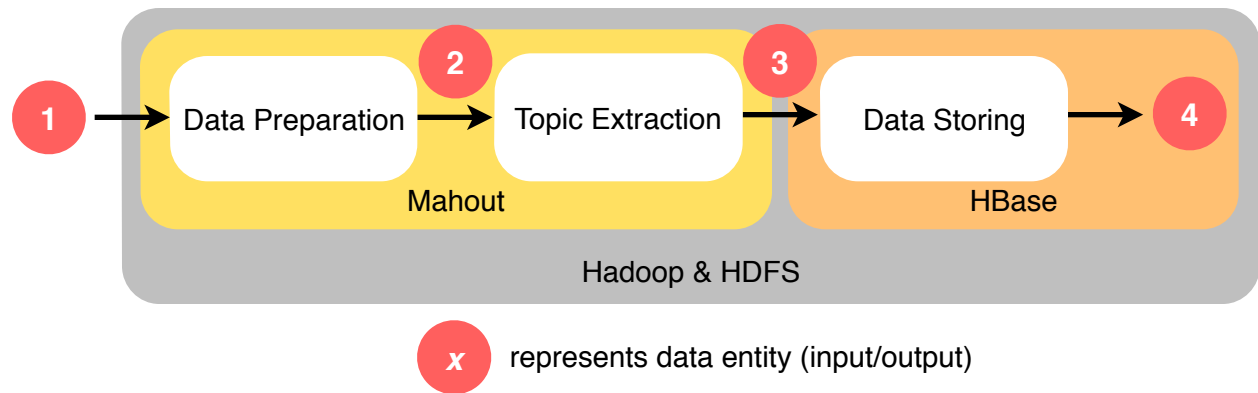 1
Data Preparation
2
Topic Extraction
3
Data Storing
4
Mahout
HBase
Hadoop & HDFS
x
represents data entity (input/output)